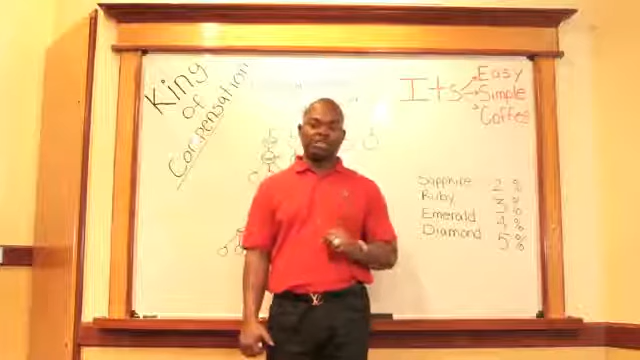 King
of
Compensation"
Its
Easy
Simple
Coffee
Sapphire 2 %
Ruby 3 %
Emerald 4 %
Diamond 5 %